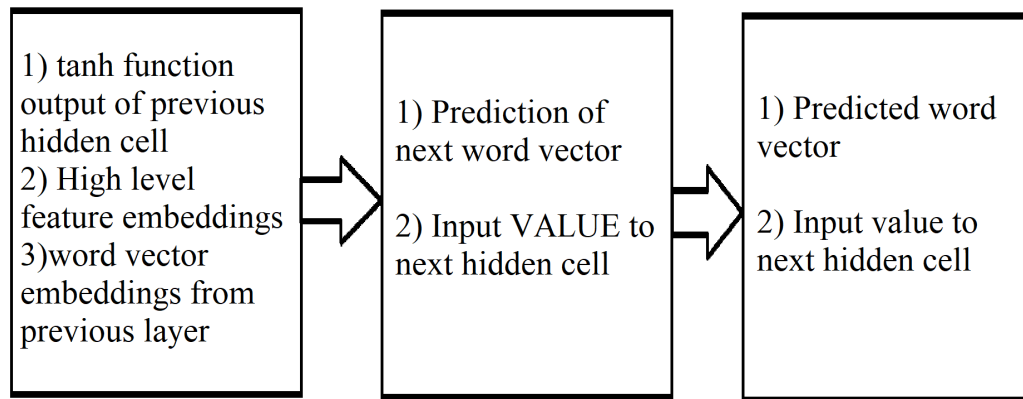 1) tanh function
output of previous
hidden cell
2) High level
feature embeddings
3)word vector
embeddings from
previous layer
1) Prediction of
next word vector
2) Input VALUE to
next hidden cell
1) Predicted word
vector
2) Input value to
next hidden cell